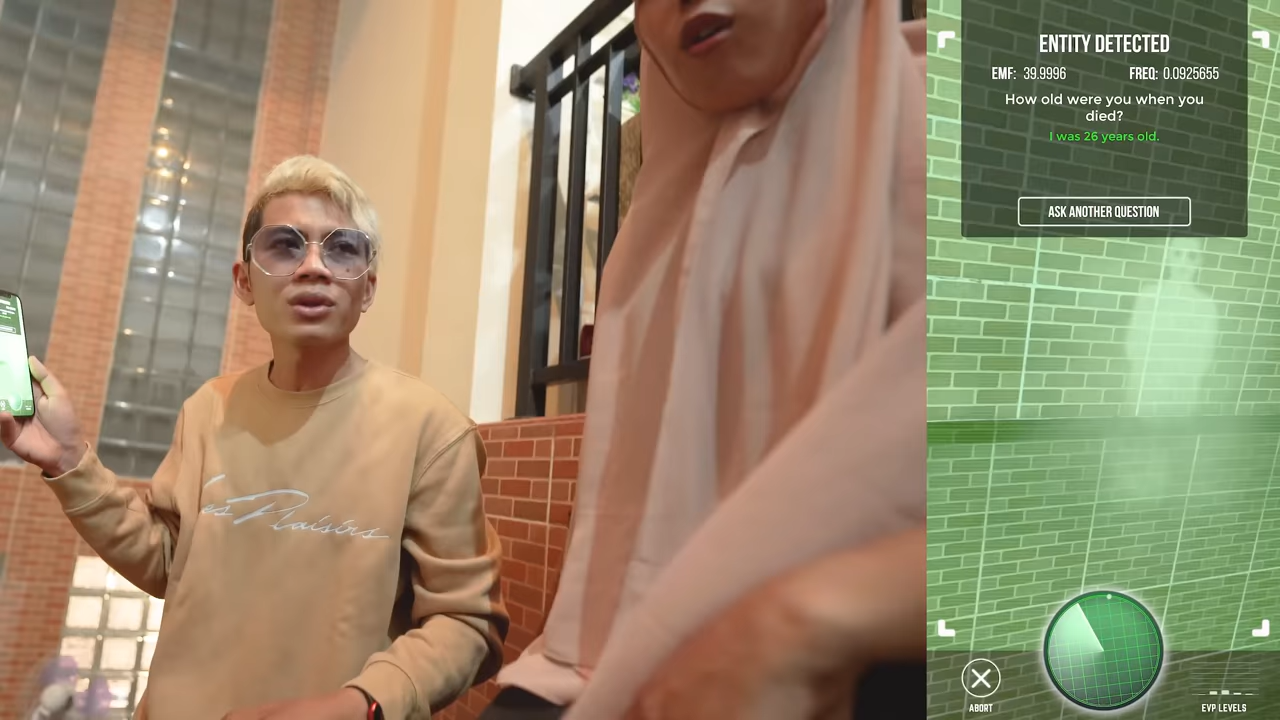 Les Plaisirs
ENTITY DETECTED
EMF: 39.9996 FREQ: 0.0925655
How old were you when you
died?
I was 26 years old.
ASK ANOTHER QUESTION
ABORT
EVP LEVELS